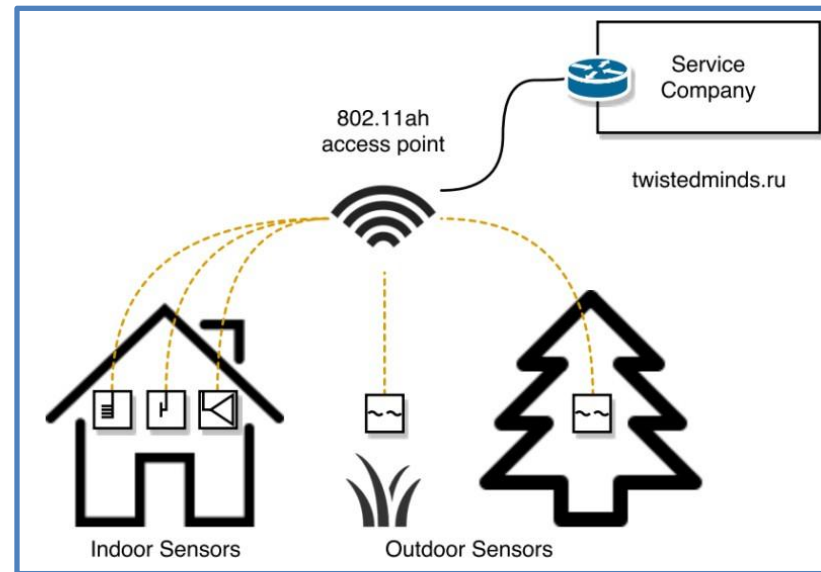 Service
Company
802.11ah
access point
twistedminds.ru
Indoor Sensors
Outdoor Sensors